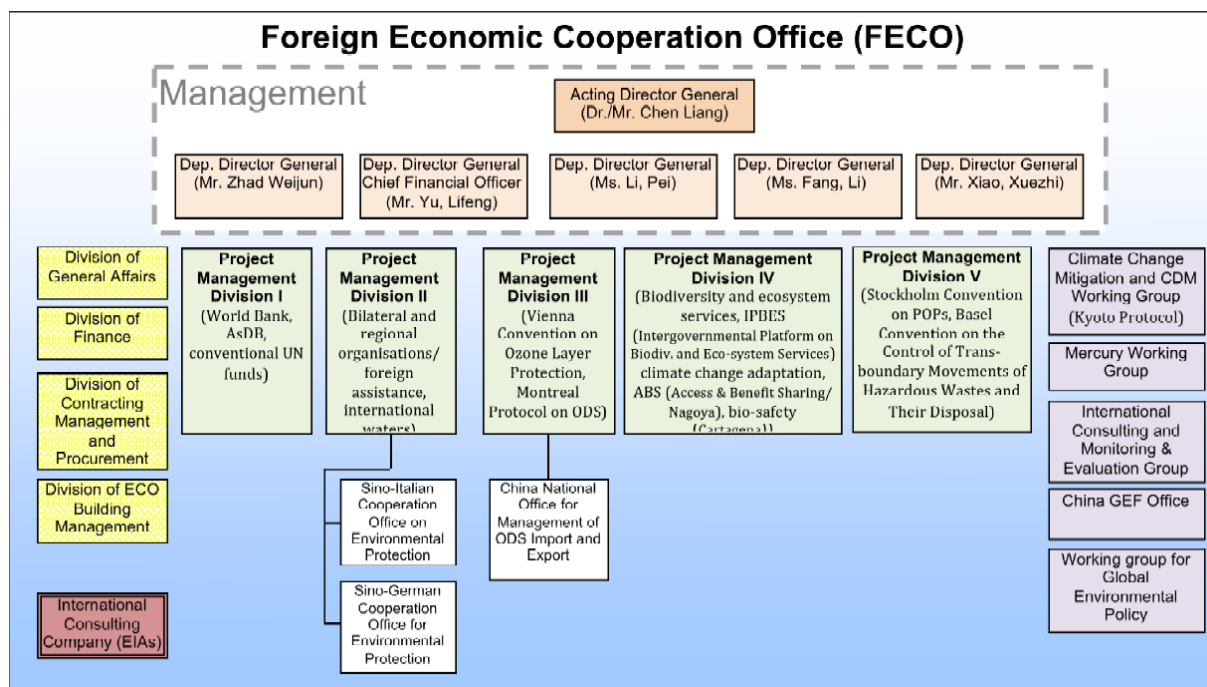 Foreign Economic Cooperation Office (FECO)
Management
Acting Director General
(Dr./Mr. Chen Liang)
Dep. Director General
(Mr. Zhad Weijun)
Dep. Director General
Chief Financial Officer
(Mr. Yu, Lifeng)
Dep. Director General
(Ms. Li, Pei)
Dep. Director General
(Ms. Fang, Li)
Dep. Director General
(Mr. Xiao, Xuezhi)
Division of
General Affairs
Division of
Finance
Division of
Contracting
Management
and
Procurement
Division of ECO
Building
Management
International
Consulting
Company (EIAs)
Project
Management
Division I
(World Bank,
AsDB,
conventional UN
funds)
Project
Management
Division II
(Bilateral and
regional
organisations/
foreign
assistance,
international
waters)
Sino-Italian
Cooperation
Office on
Environmental
Protection
Sino-German
Cooperation
Office for
Environmental
Protection
Project
Management
Division III
(Vienna
Convention on
Ozone Layer
Protection,
Montreal
Protocol on ODS)
China National
Office for
Management of
ODS Import and
Export
Project Management
Division IV
(Biodiversity and ecosystem
services, IPBES
(Intergovernmental Platform on
Biodiv. and Eco-system Services)
climate change adaptation,
ABS (Access & Benefit Sharing/
Nagoya), bio-safety
(Cartagena))
Project Management
Division V
(Stockholm Convention
on POPs, Basel
Convention on the
Control of Trans-
boundary Movements of
Hazardous Wastes and
Their Disposal)
Climate Change
Mitigation and CDM
Working Group
(Kyoto Protocol)
Mercury Working
Group
International
Consulting and
Monitoring &
Evaluation Group
China GEF Office
Working group for
Global
Environmental
Policy